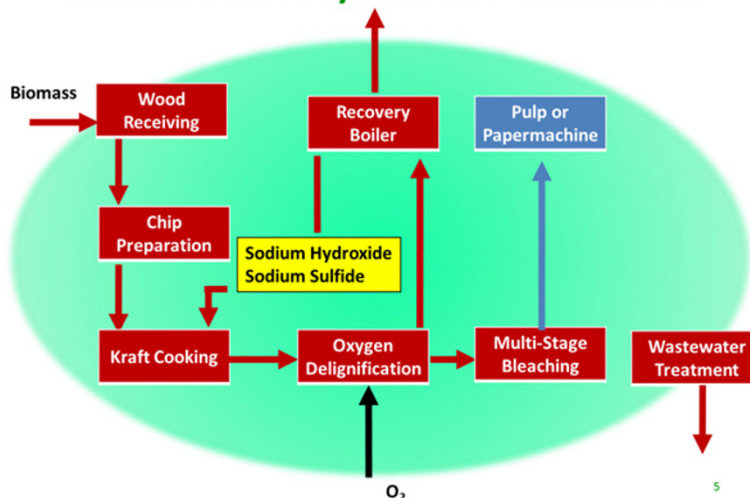 Biomass
Wood
Receiving
Recovery
Boiler
Pulp or
Papermachine
Chip
Preparation
Sodium Hydroxide
Sodium Sulfide
Kraft Cooking
Oxygen
Delignification
Multi-Stage
Bleaching
Wastewater
Treatment
O₂
5